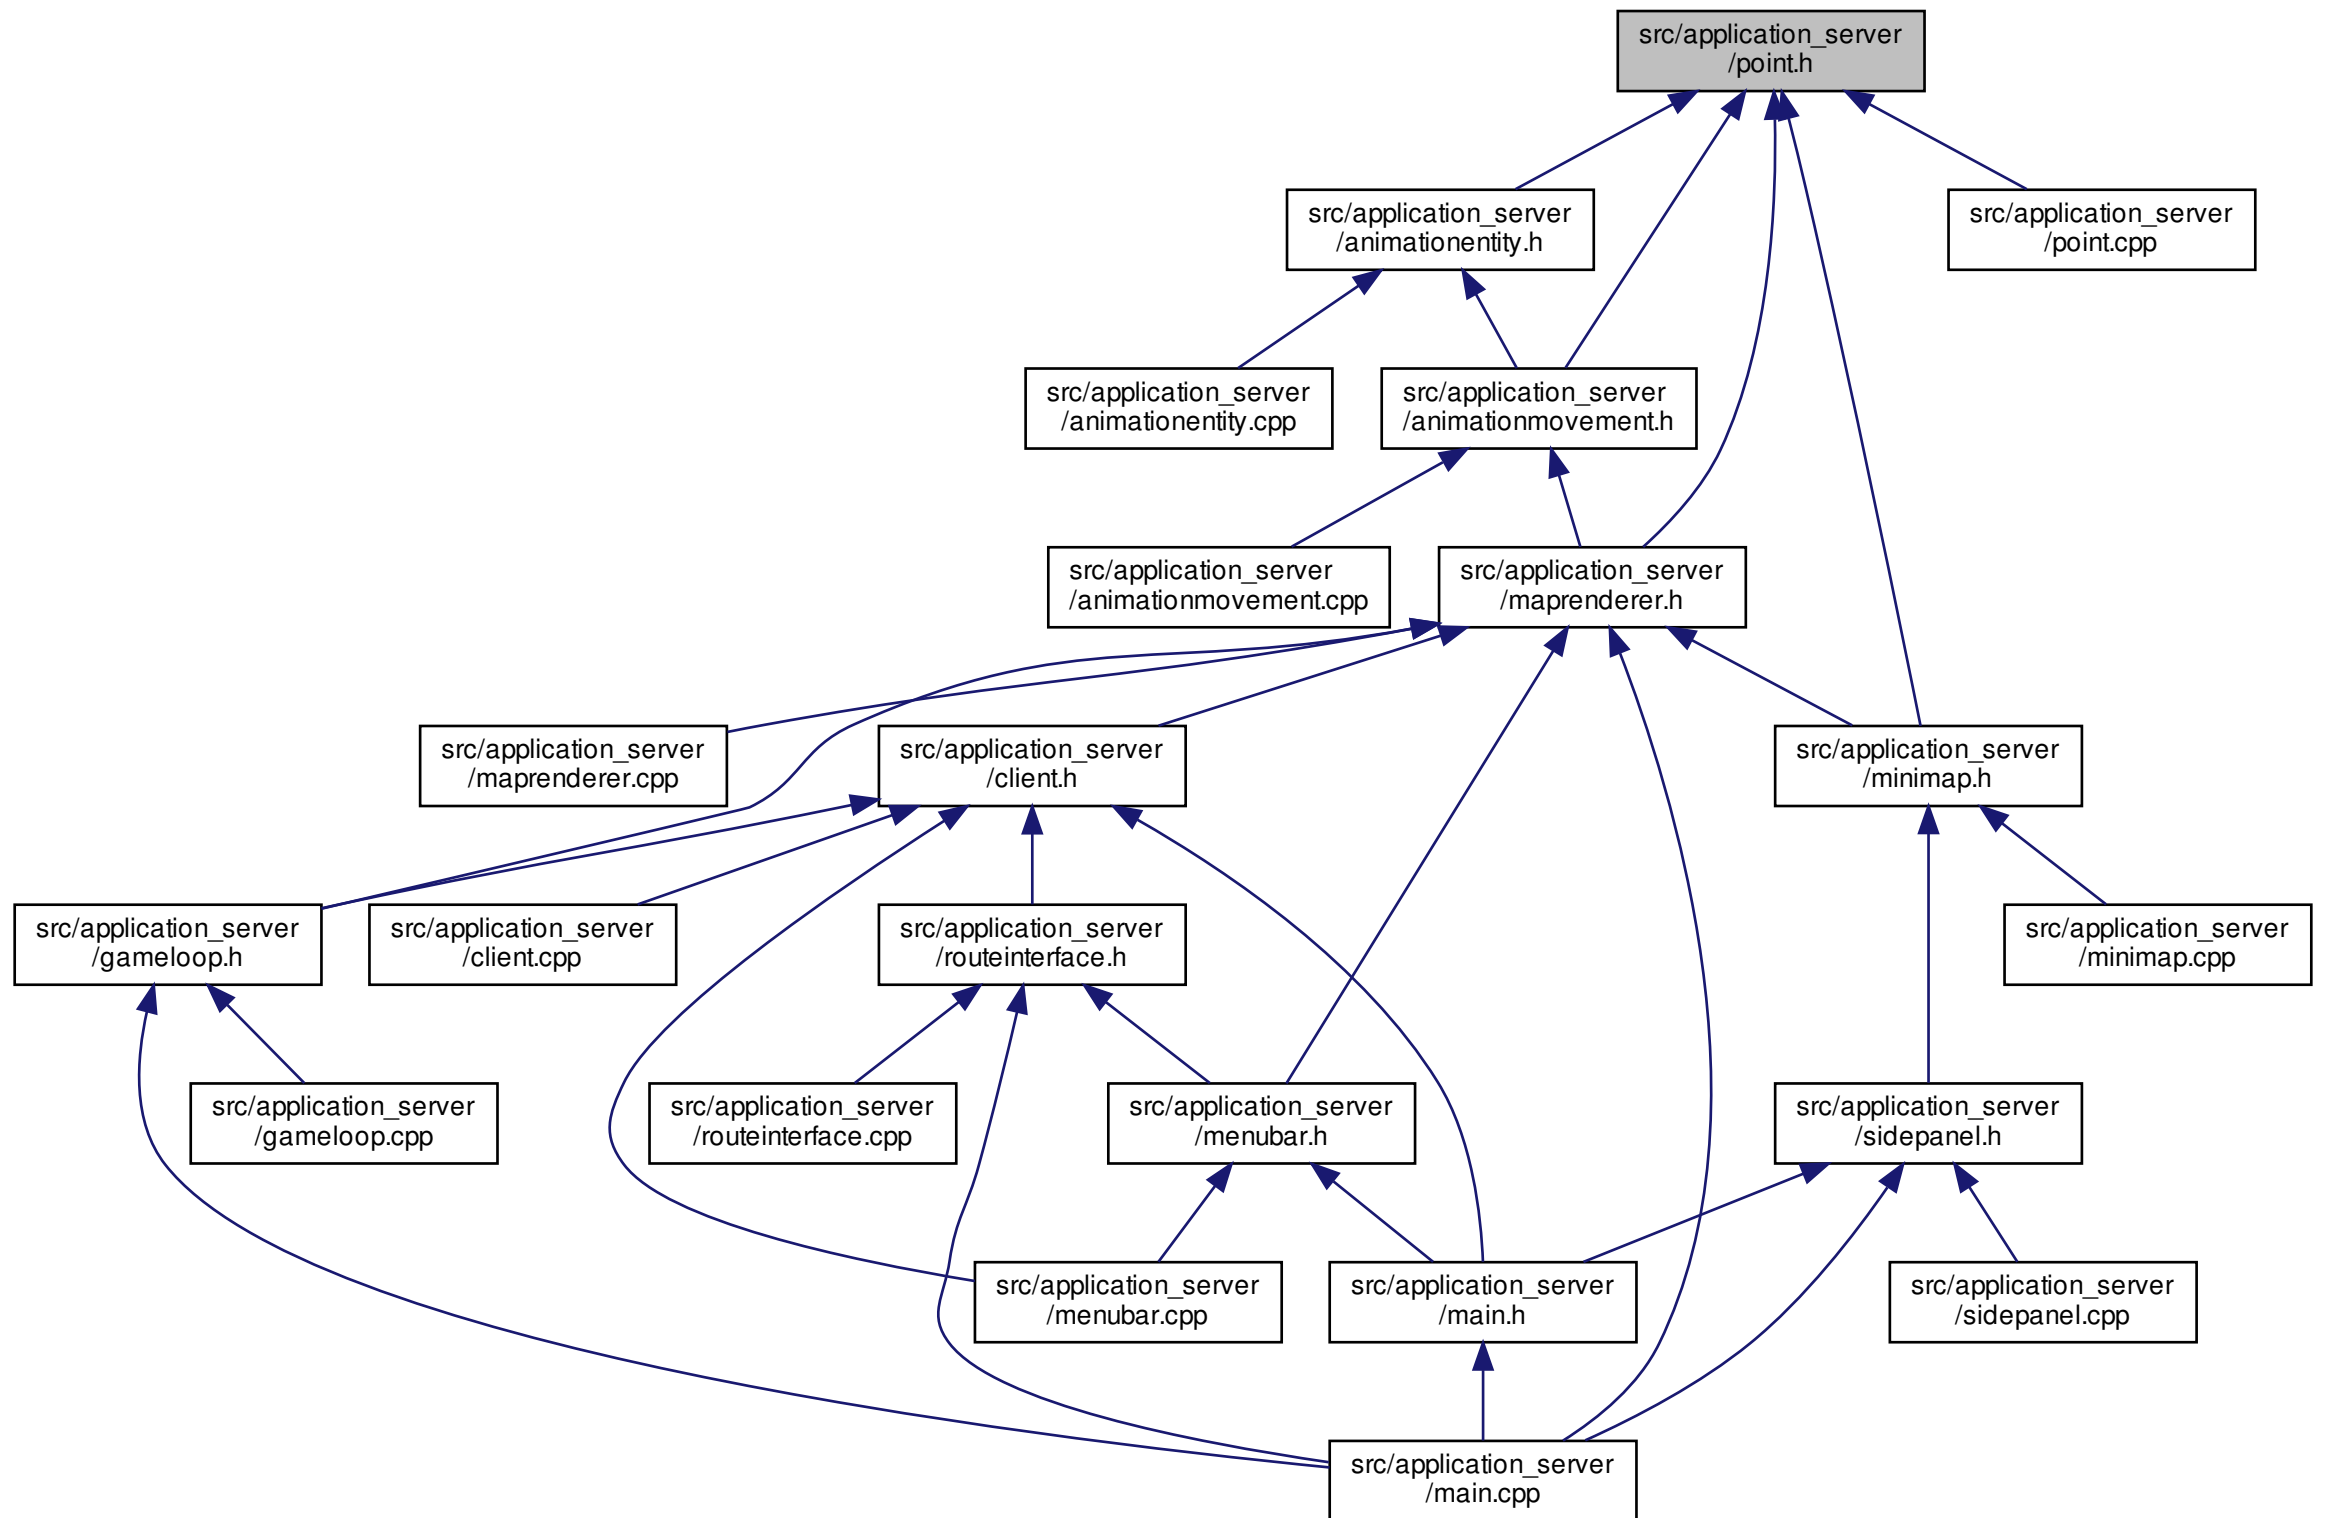 src/application_server
/point.h
src/application_server
/animationentity.h
src/application_server
/point.cpp
src/application_server
/animationentity.cpp
src/application_server
/animationmovement.h
src/application_server
/animationmovement.cpp
src/application_server
/maprenderer.h
src/application_server
/maprenderer.cpp
src/application_server
/client.h
src/application_server
/minimap.h
src/application_server
/gameloop.h
src/application_server
/client.cpp
src/application_server
/routeinterface.h
src/application_server
/minimap.cpp
src/application_server
/gameloop.cpp
src/application_server
/routeinterface.cpp
src/application_server
/menubar.h
src/application_server
/sidepanel.h
src/application_server
/menubar.cpp
src/application_server
/main.h
src/application_server
/sidepanel.cpp
src/application_server
/main.cpp